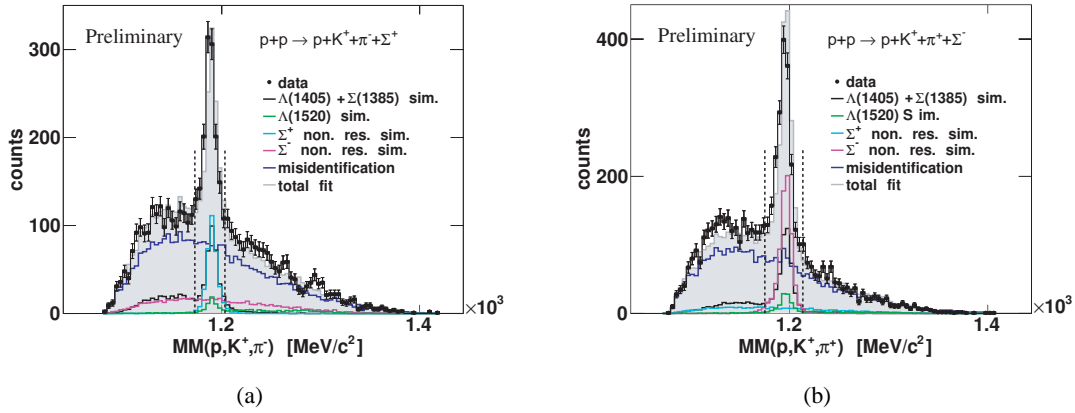 Preliminary
p+p → p+K⁺+π⁻+Σ⁺
data
Λ(1405) +Σ(1385) sim.
Λ(1520) sim.
Σ⁺ non. res. sim.
Σ⁻ non. res. sim.
misidentification
total fit
counts
300
200
100
0
1.2
1.4
×10³
MM(p,K⁺,π⁻) [MeV/c²]
(a)
Preliminary
p+p → p+K⁺+π⁺+Σ⁻
data
Λ(1405) +Σ(1385) sim.
Λ(1520) S im.
Σ⁺ non. res. sim.
Σ⁻ non. res. sim.
misidentification
total fit
counts
400
200
0
1.2
1.4
×10³
MM(p,K⁺,π⁺) [MeV/c²]
(b)